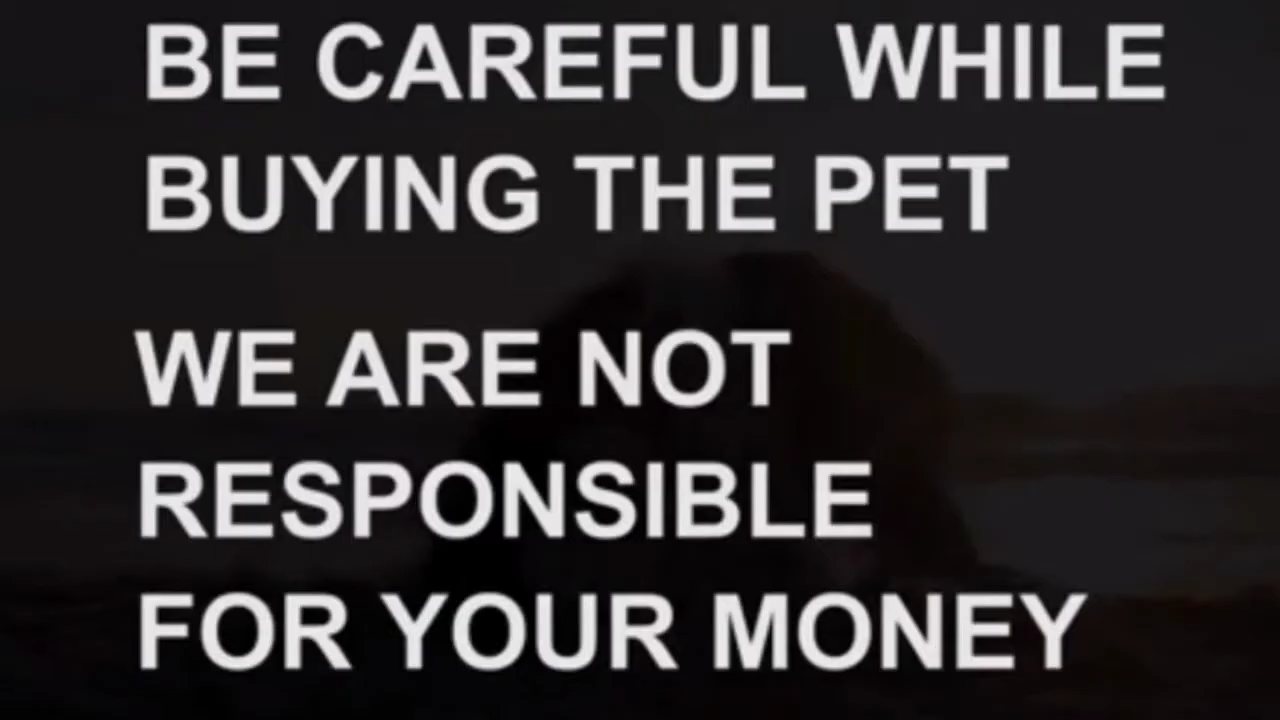 BE CAREFUL WHILE
BUYING THE PET
WE ARE NOT
RESPONSIBLE
FOR YOUR MONEY